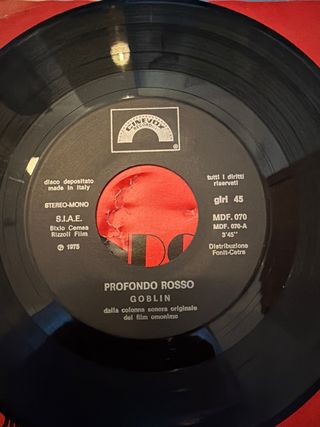 CINEVOX
RECORD
®
disco depositato
made in Italy
tutti i diritti
riservati
STEREO-MONO
giri 45
S.I.A.E.
MDF. 070
Bixio Cemsa
Rizzoli Film
MDF. 070-A
3'45"
℗ 1975
Distribuzione
Fonit-Cetra
PROFONDO ROSSO
GOBLIN
dalla colonna sonora originale
del film omonimo